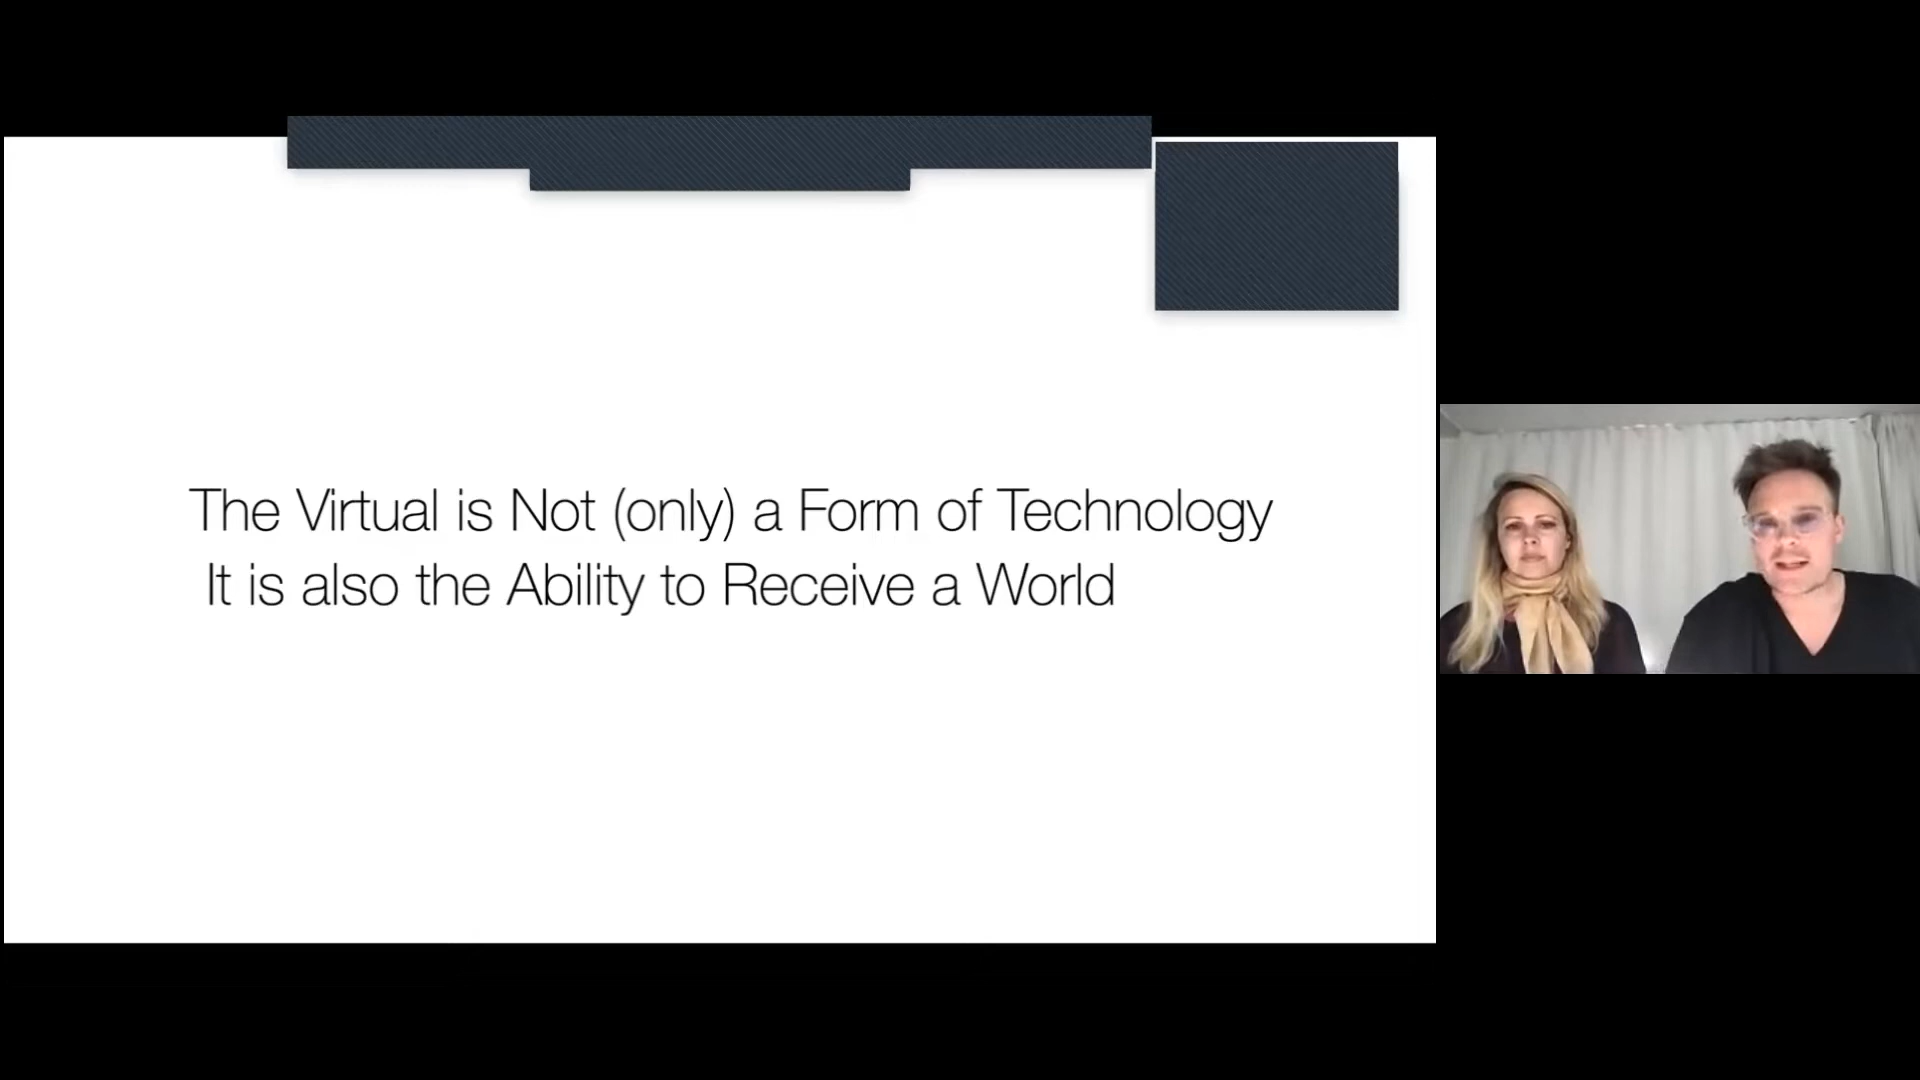 The Virtual is Not (only) a Form of Technology
It is also the Ability to Receive a World